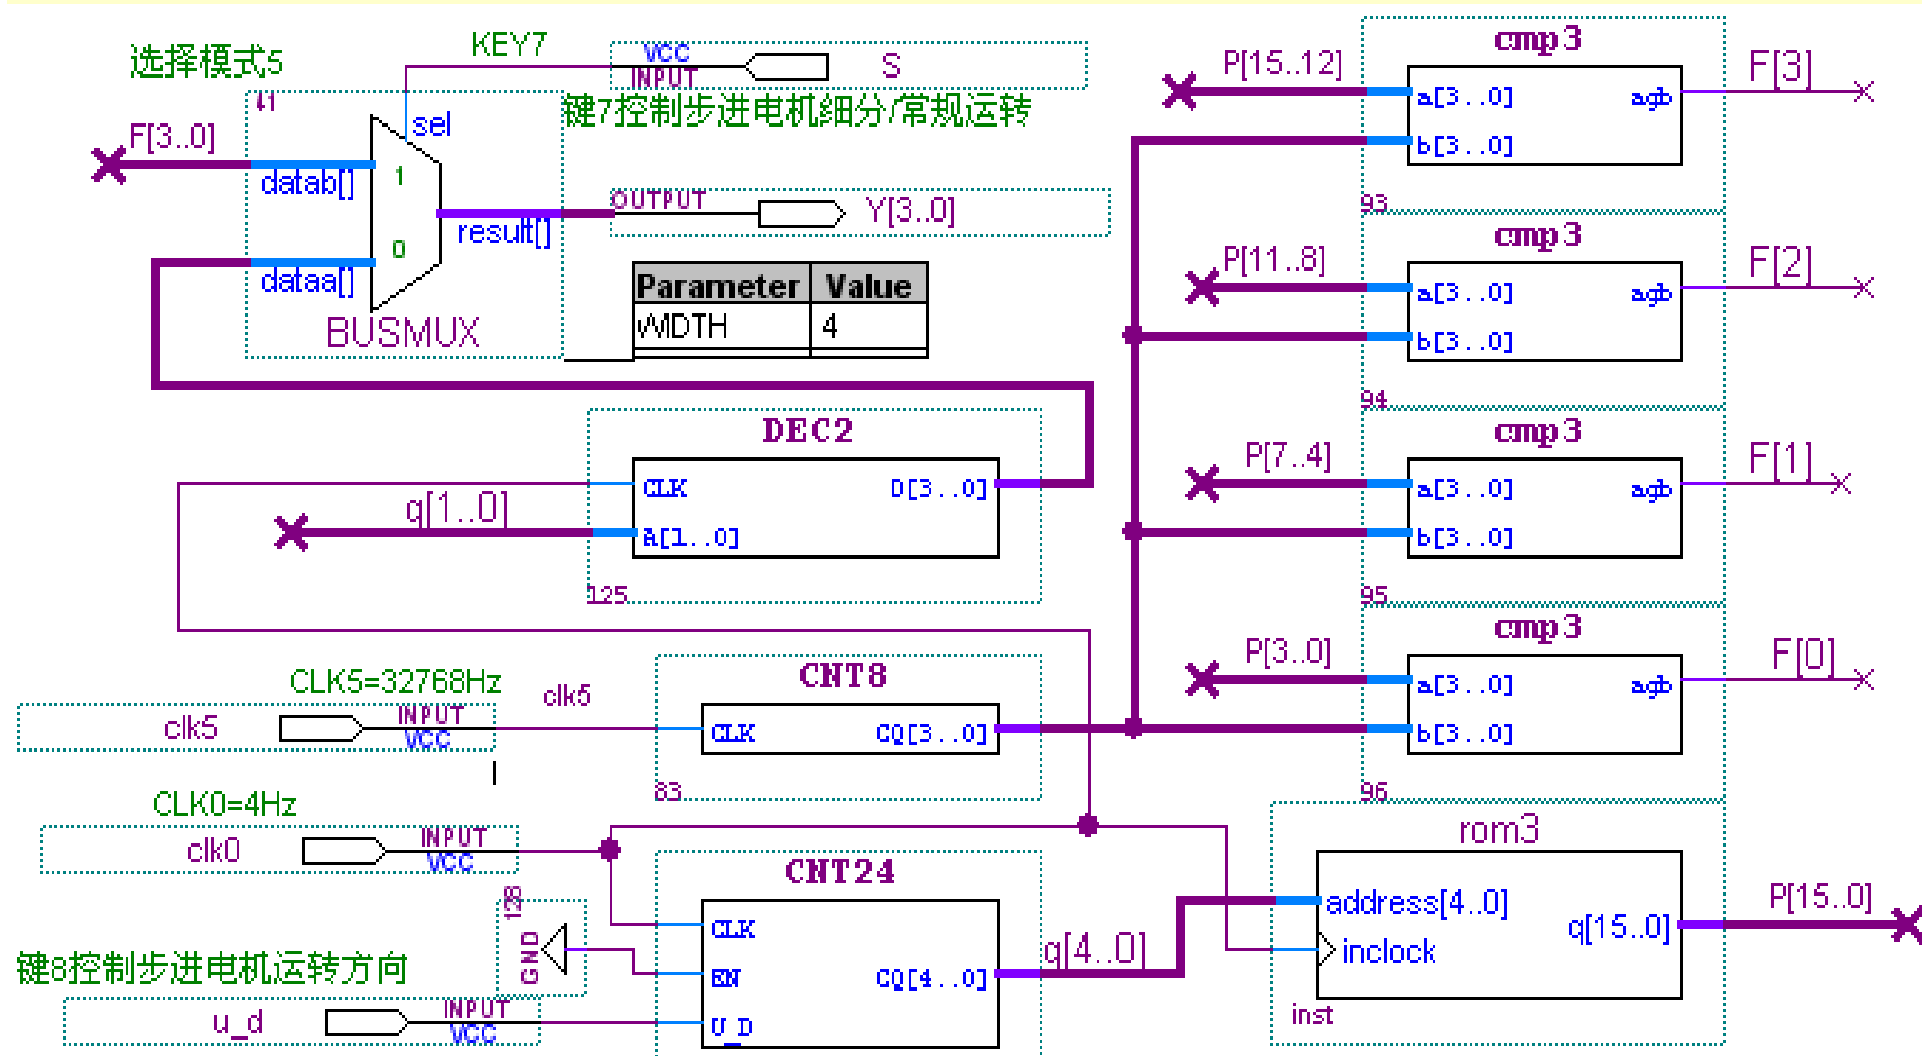 选择模式5
KEY7
VCC
INPUT
S
41
F[3..0]
sel
键7控制步进电机细分/常规运转
datab[]
1
0
OUTPUT
Y[3..0]
result[]
dataa[]
BUSMUX
Parameter Value
WIDTH 4
DEC2
CLK
D[3..0]
q[1..0]
A[1..0]
125
CLK5=32768Hz
clk5
INPUT
VCC
clk5
CNT8
CLK
CQ[3..0]
83
CLK0=4Hz
clk0
INPUT
VCC
CNT24
CLK
EN
CQ[4..0]
U_D
138
GND
键8控制步进电机运转方向
u_d
INPUT
VCC
q[4..0]
cmp3
P[15..12]
a[3..0]
agb
F[3]
b[3..0]
93
cmp3
P[11..8]
a[3..0]
agb
F[2]
b[3..0]
94
cmp3
P[7..4]
a[3..0]
agb
F[1]
b[3..0]
95
cmp3
P[3..0]
a[3..0]
agb
F[0]
b[3..0]
96
rom3
address[4..0]
q[15..0]
P[15..0]
inclock
inst